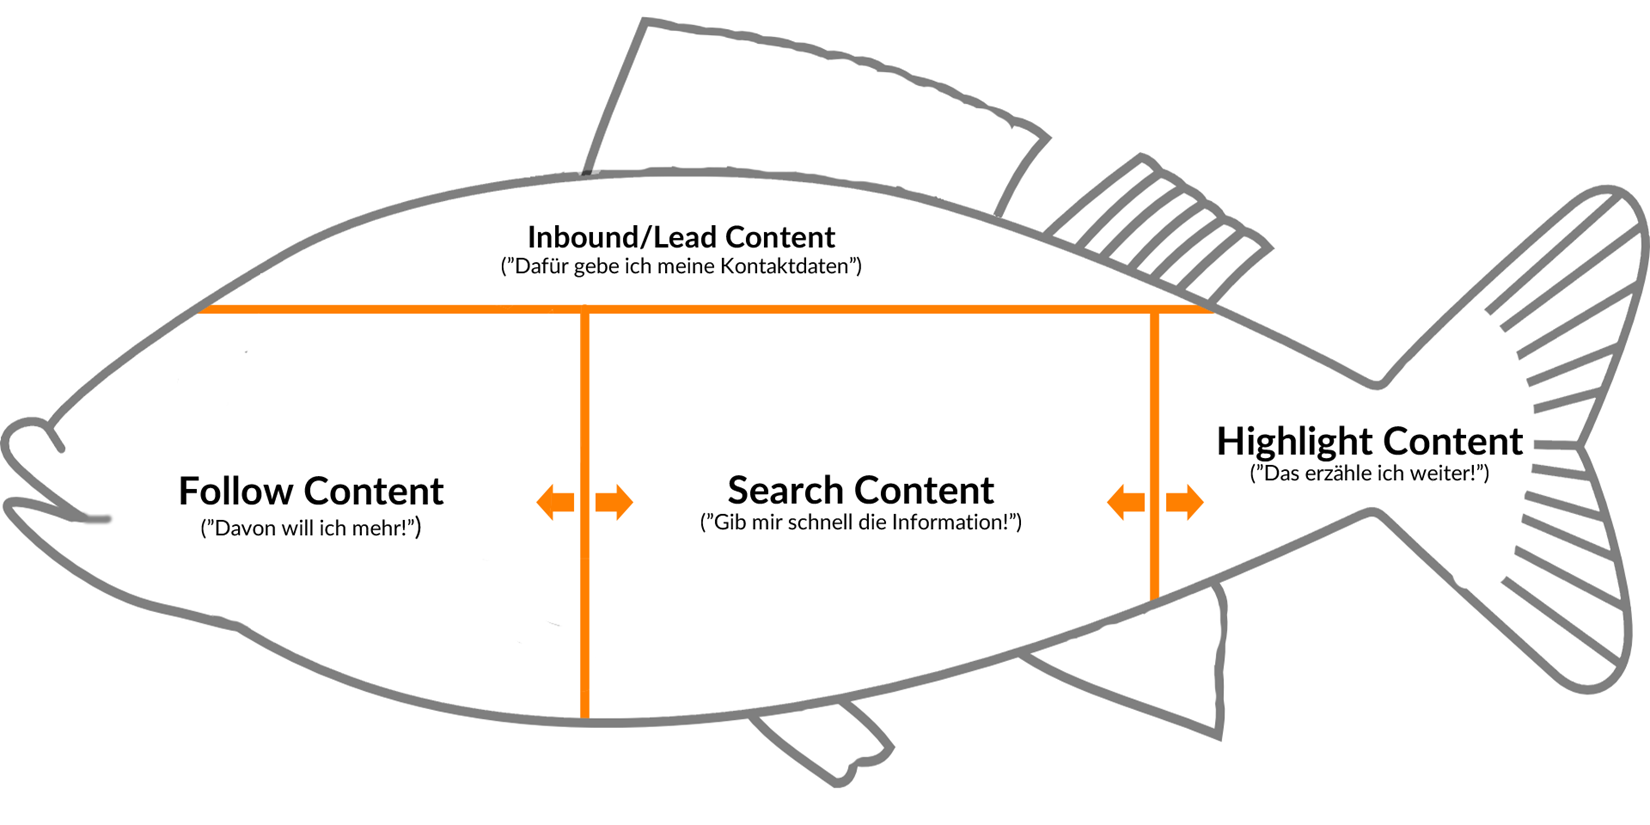 Inbound/Lead Content
("Dafür gebe ich meine Kontaktdaten")
Follow Content
("Davon will ich mehr!")
Search Content
("Gib mir schnell die Information!")
Highlight Content
("Das erzähle ich weiter!")